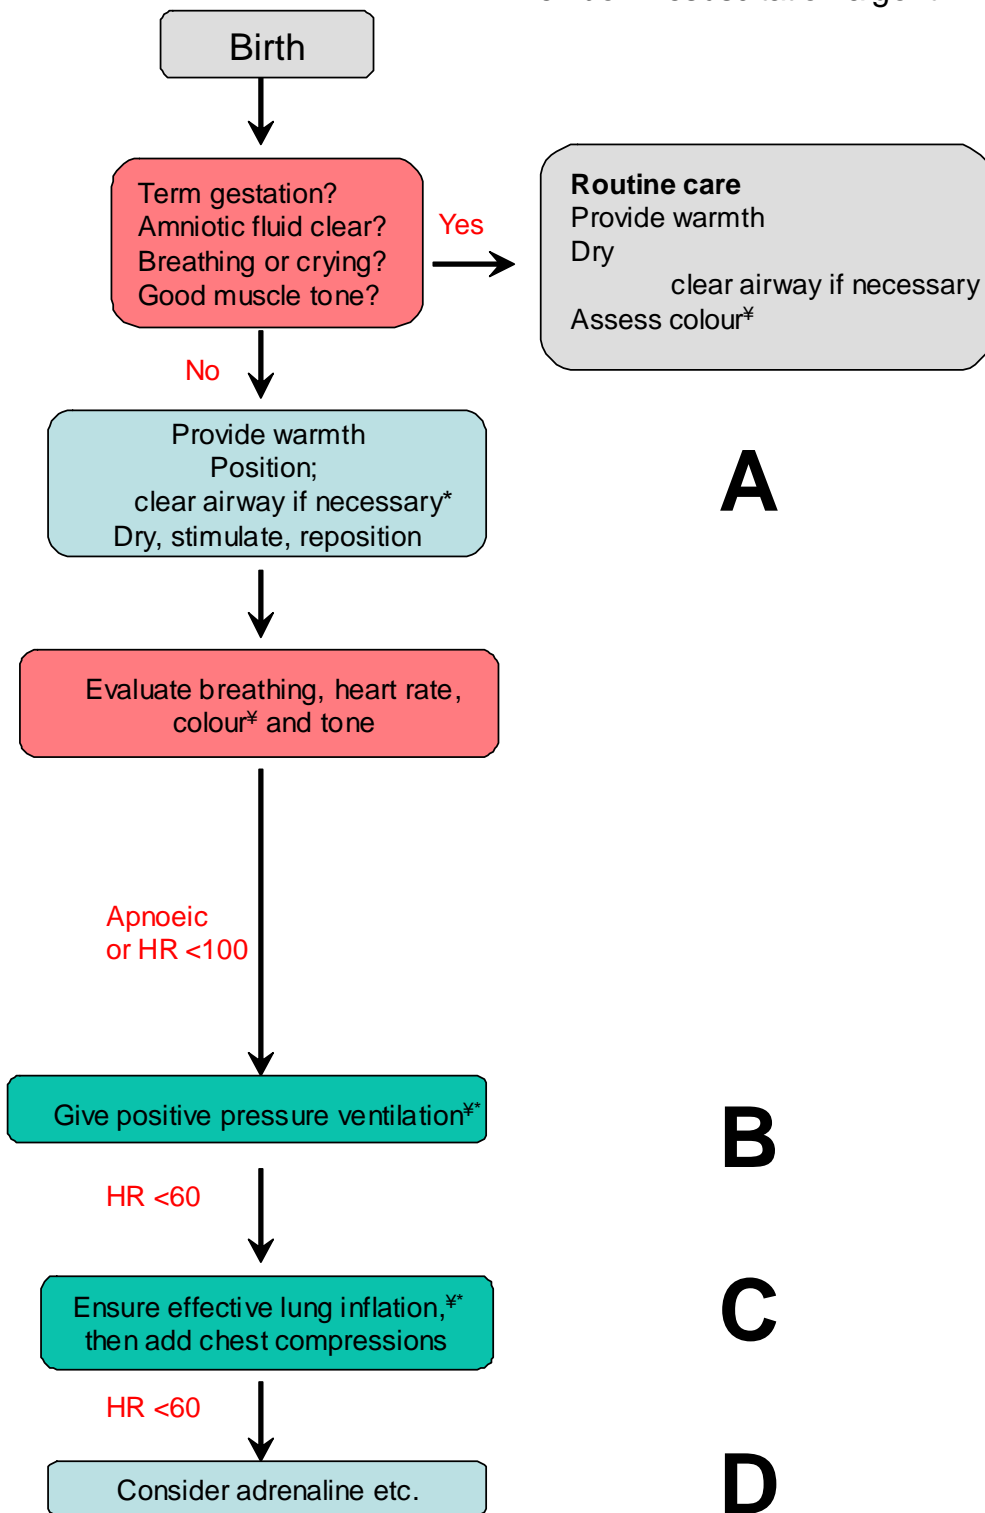 Birth
Term gestation?
Amniotic fluid clear?
Breathing or crying?
Good muscle tone?
Yes
Routine care
Provide warmth
Dry
clear airway if necessary
Assess colour¥
No
Provide warmth
Position;
clear airway if necessary*
Dry, stimulate, reposition
A
Evaluate breathing, heart rate,
colour¥ and tone
Apnoeic
or HR <100
Give positive pressure ventilation¥*
B
HR <60
Ensure effective lung inflation,¥*
then add chest compressions
C
HR <60
Consider adrenaline etc.
D